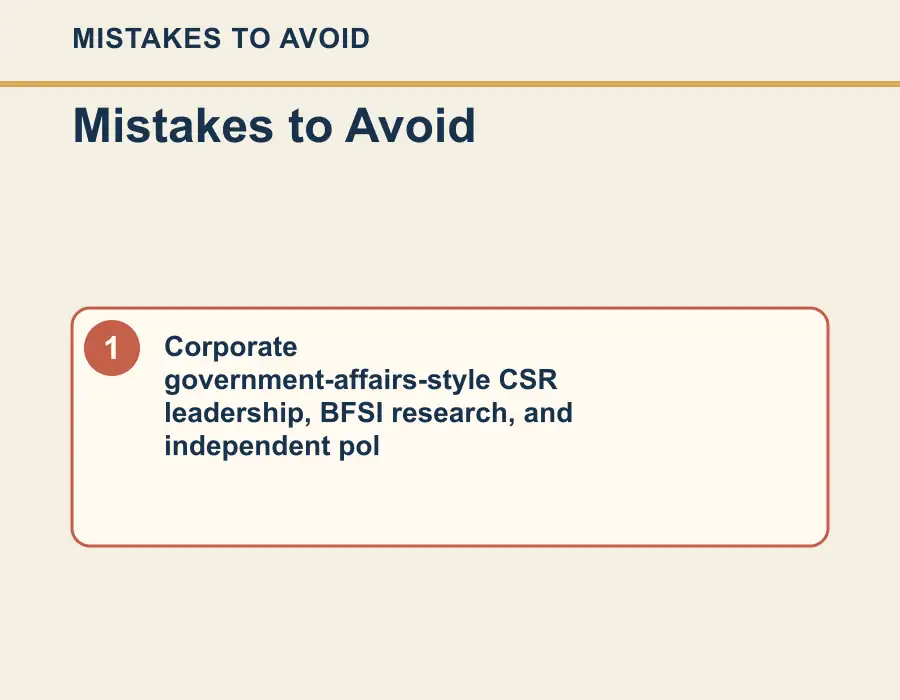 MISTAKES TO AVOID
Mistakes to Avoid
1
Corporate
government-affairs-style CSR
leadership, BFSI research, and
independent pol